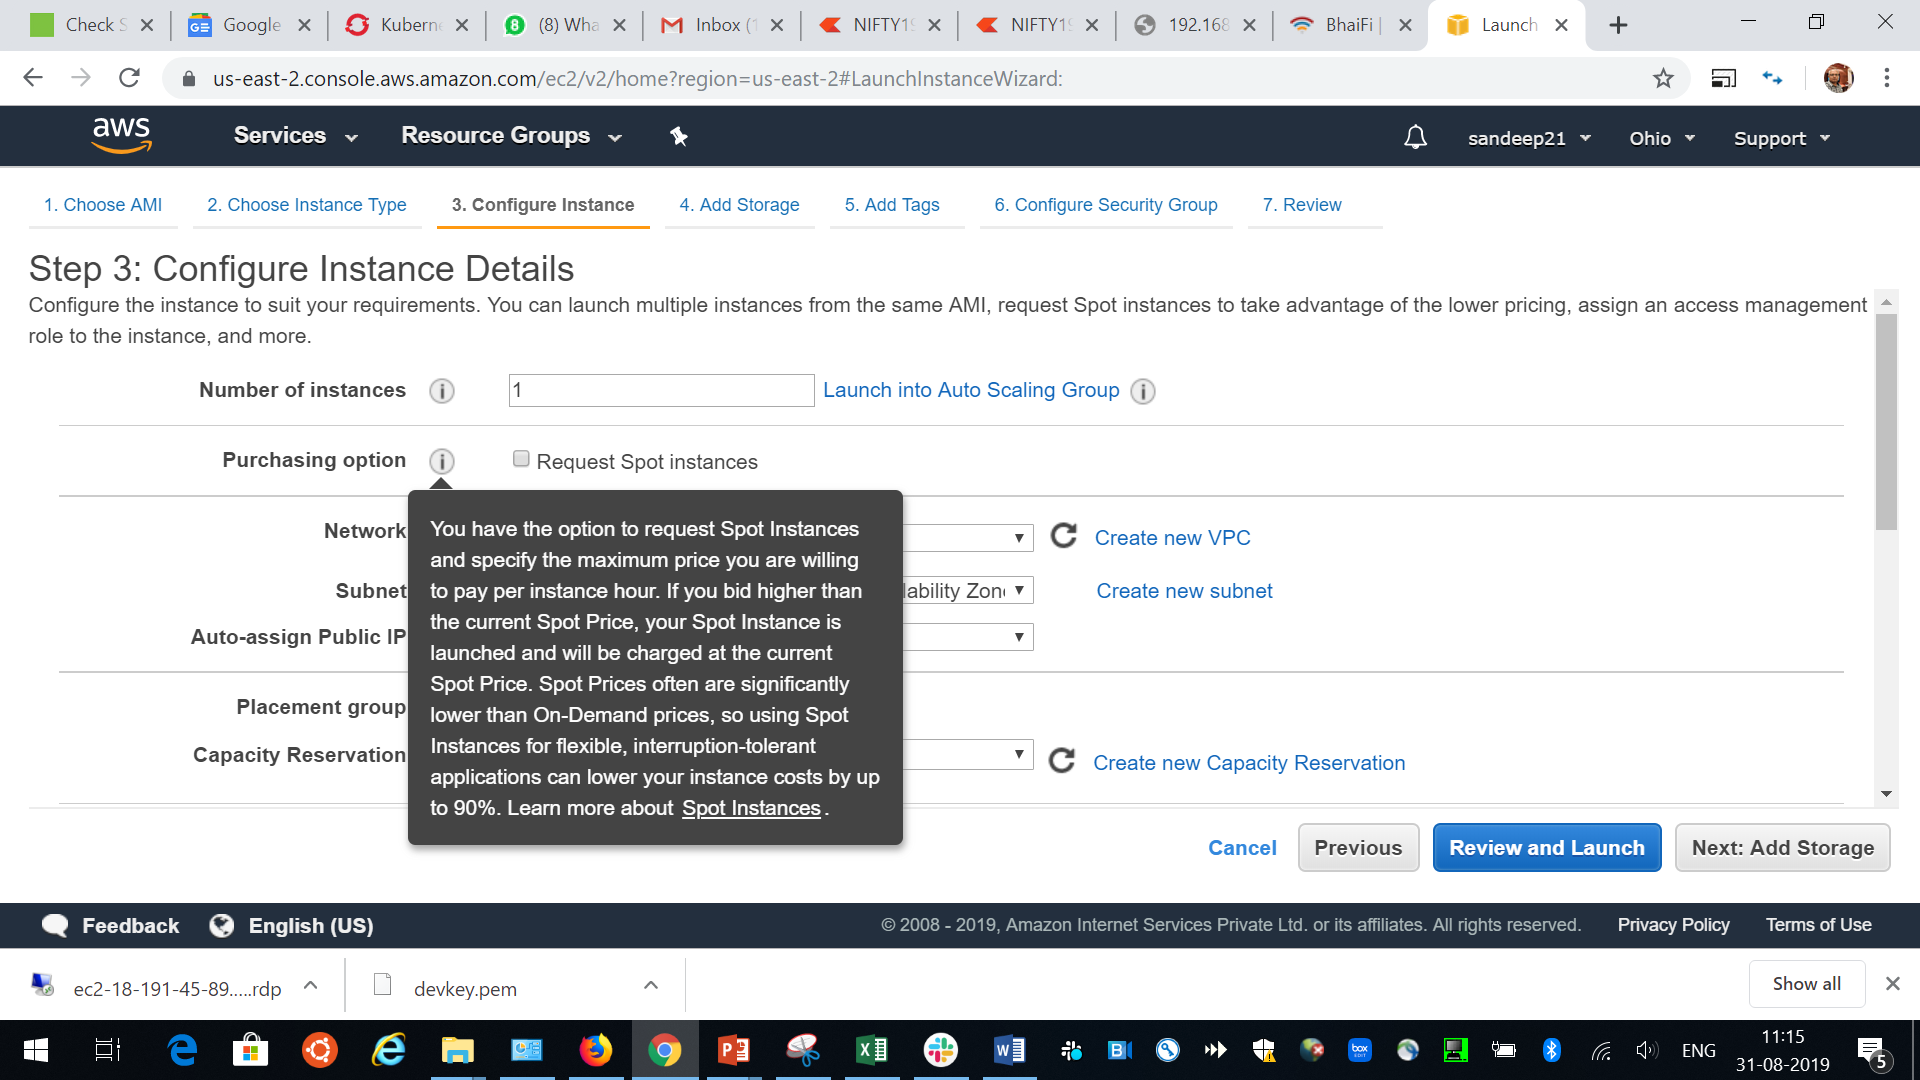 Check S
Google
Kuberne
(8) Wha
Inbox (1
NIFTY19
NIFTY19
192.168
BhaiFi |
Launch
us-east-2.console.aws.amazon.com/ec2/v2/home?region=us-east-2#LaunchInstanceWizard:
aws
Services
Resource Groups
sandeep21
Ohio
Support
1. Choose AMI
2. Choose Instance Type
3. Configure Instance
4. Add Storage
5. Add Tags
6. Configure Security Group
7. Review
Step 3: Configure Instance Details
Configure the instance to suit your requirements. You can launch multiple instances from the same AMI, request Spot instances to take advantage of the lower pricing, assign an access management
role to the instance, and more.
Number of instances
1
Launch into Auto Scaling Group
Purchasing option
Request Spot instances
Network
Create new VPC
Subnet
lability Zon
Create new subnet
Auto-assign Public IP
Placement group
Capacity Reservation
Create new Capacity Reservation
You have the option to request Spot Instances
and specify the maximum price you are willing
to pay per instance hour. If you bid higher than
the current Spot Price, your Spot Instance is
launched and will be charged at the current
Spot Price. Spot Prices often are significantly
lower than On-Demand prices, so using Spot
Instances for flexible, interruption-tolerant
applications can lower your instance costs by up
to 90%. Learn more about Spot Instances .
Cancel
Previous
Review and Launch
Next: Add Storage
Feedback
English (US)
© 2008 - 2019, Amazon Internet Services Private Ltd. or its affiliates. All rights reserved.
Privacy Policy
Terms of Use
ec2-18-191-45-89.....rdp
devkey.pem
Show all
ENG
11:15
31-08-2019
5